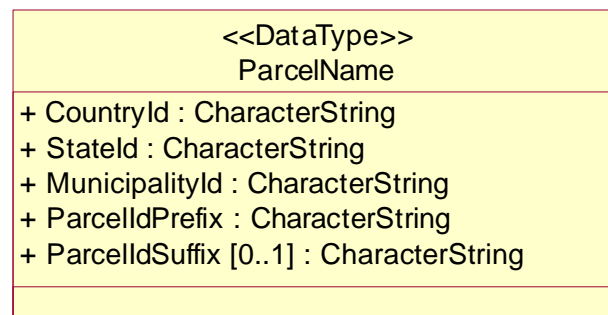 <<DataType>>
ParcelName
+ CountryId : CharacterString
+ StateId : CharacterString
+ MunicipalityId : CharacterString
+ ParcelIdPrefix : CharacterString
+ ParcelIdSuffix [0..1] : CharacterString